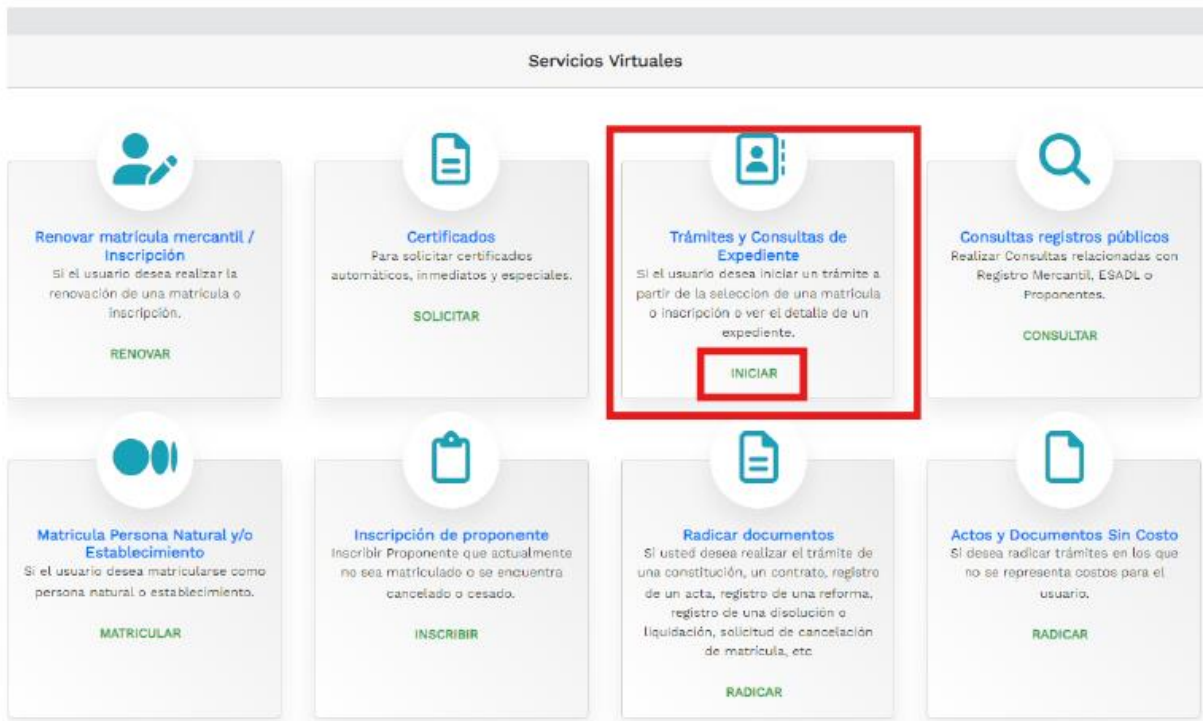 Servicios Virtuales
Renovar matrícula mercantil /
Inscripción
Si el usuario desea realizar la
renovación de una matrícula o
inscripción.
RENOVAR
Certificados
Para solicitar certificados
automáticos, inmediatos y especiales.
SOLICITAR
Trámites y Consultas de
Expediente
Si el usuario desea iniciar un trámite a
partir de la seleccion de una matricula
o inscripción o ver el detalle de un
expediente.
INICIAR
Consultas registros públicos
Realizar Consultas relacionadas con
Registro Mercantil, ESADL o
Proponentes.
CONSULTAR
Matricula Persona Natural y/o
Establecimiento
Si el usuario desea matricularse como
persona natural o establecimiento.
MATRICULAR
Inscripción de proponente
Inscribir Proponente que actualmente
no sea matriculado o se encuentra
cancelado o cesado.
INSCRIBIR
Radicar documentos
Si usted desea realizar el trámite de
una constitución, un contrato, registro
de un acta, registro de una reforma,
registro de una disolución o
liquidación, solicitud de cancelación
de matrícula, etc
RADICAR
Actos y Documentos Sin Costo
Si desea radicar trámites en los que
no se representa costos para el
usuario.
RADICAR